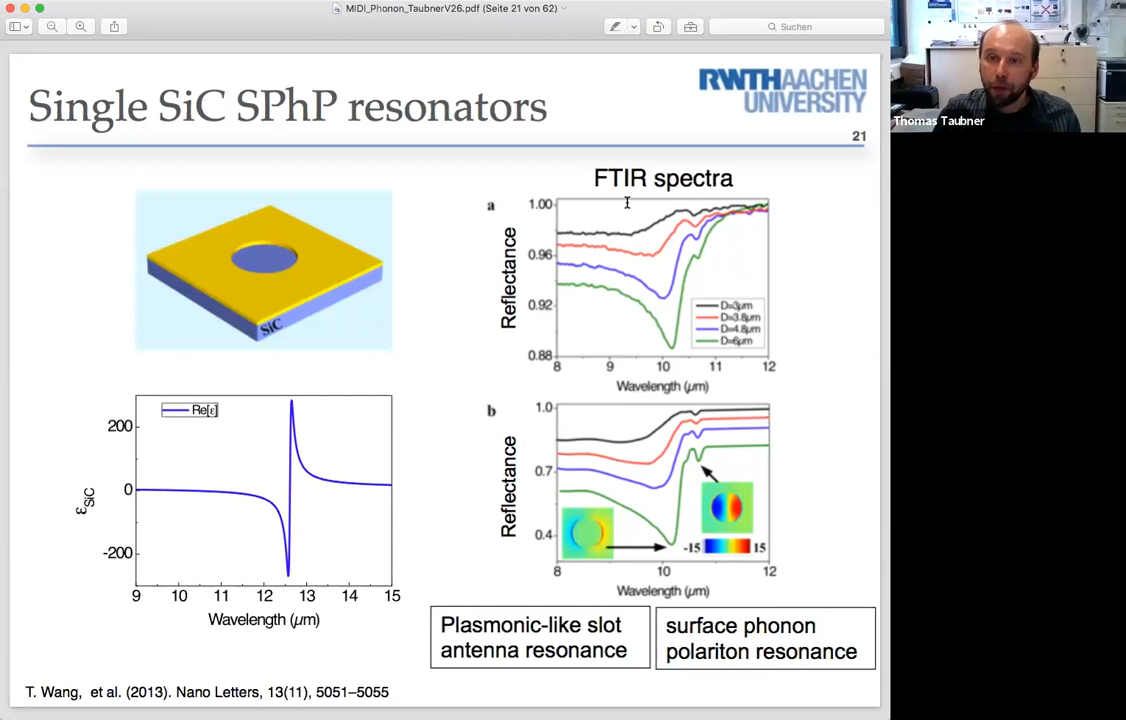 MIDI_Phonon_TaubnerV26.pdf (Seite 21 von 62)
Suchen
Single SiC SPhP resonators
RWTHAACHEN
UNIVERSITY
21
Thomas Taubner
SiC
FTIR spectra
a
Reflectance
1.00
0.96
0.92
0.88
D=3μm
D=3.8μm
D=4.8μm
D=6μm
8 9 10 11 12
Wavelength (μm)
Re[ε]
εSiC
200
0
-200
9 10 11 12 13 14 15
Wavelength (μm)
b
Reflectance
1.0
0.7
0.4
-15 15
8 10 12
Wavelength (μm)
Plasmonic-like slot
antenna resonance
surface phonon
polariton resonance
T. Wang, et al. (2013). Nano Letters, 13(11), 5051–5055